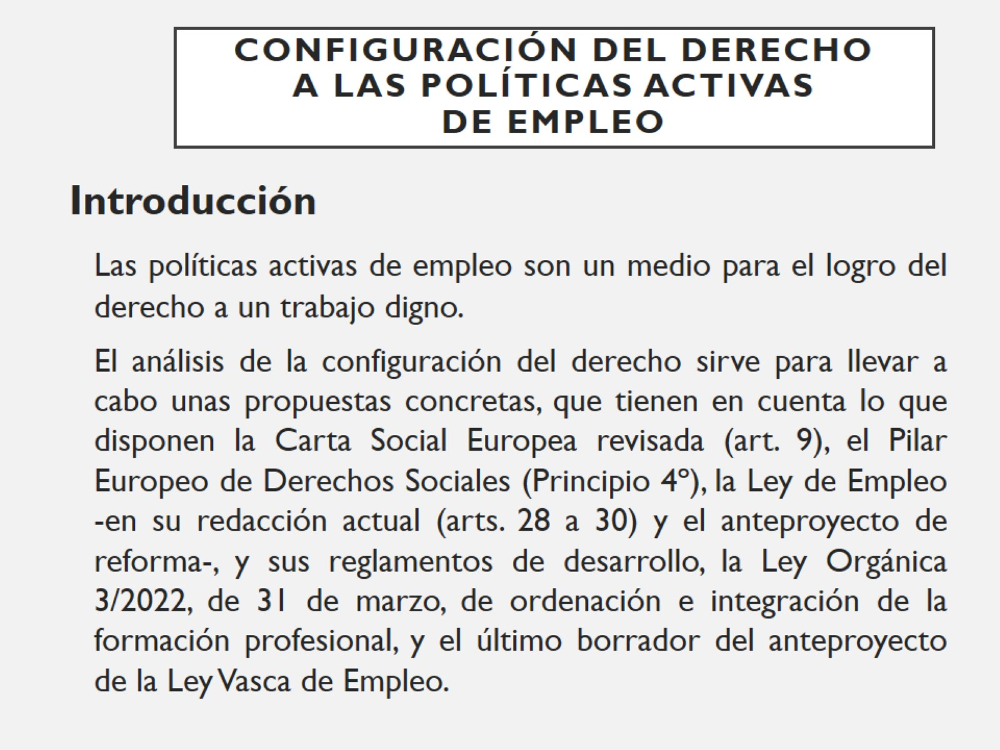 CONFIGURACIÓN DEL DERECHO
A LAS POLÍTICAS ACTIVAS
DE EMPLEO
Introducción
Las políticas activas de empleo son un medio para el logro del
derecho a un trabajo digno.
El análisis de la configuración del derecho sirve para llevar a
cabo unas propuestas concretas, que tienen en cuenta lo que
disponen la Carta Social Europea revisada (art. 9), el Pilar
Europeo de Derechos Sociales (Principio 4º), la Ley de Empleo
-en su redacción actual (arts. 28 a 30) y el anteproyecto de
reforma-, y sus reglamentos de desarrollo, la Ley Orgánica
3/2022, de 31 de marzo, de ordenación e integración de la
formación profesional, y el último borrador del anteproyecto
de la Ley Vasca de Empleo.